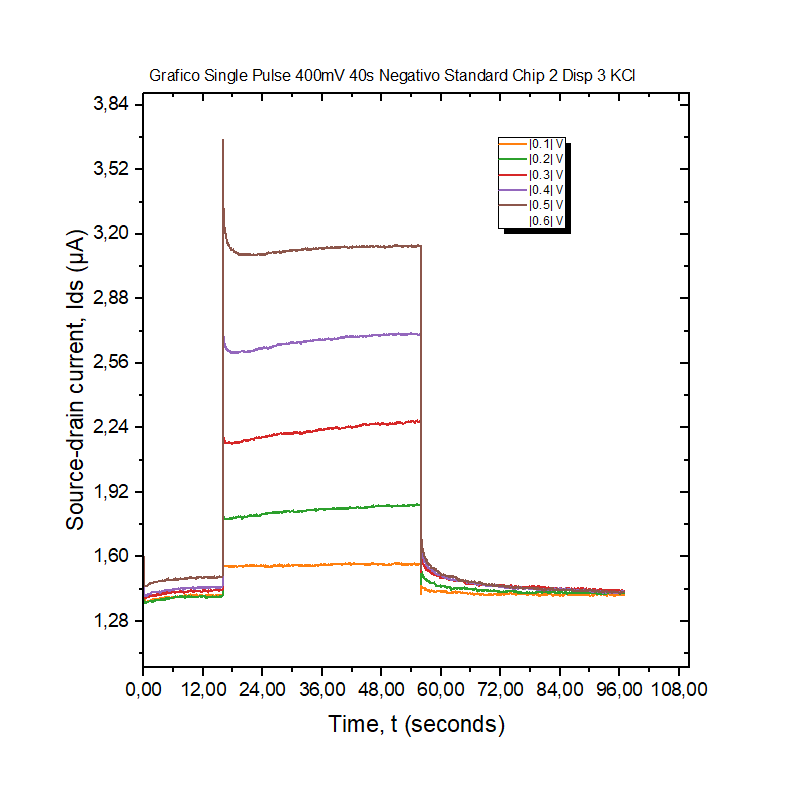 Grafico Single Pulse 400mV 40s Negativo Standard Chip 2 Disp 3 KCl
3,84
3,52
3,20
2,88
2,56
2,24
1,92
1,60
1,28
Source-drain current, Ids (µA)
|0.1| V
|0.2| V
|0.3| V
|0.4| V
|0.5| V
|0.6| V
0,00 12,00 24,00 36,00 48,00 60,00 72,00 84,00 96,00 108,00
Time, t (seconds)